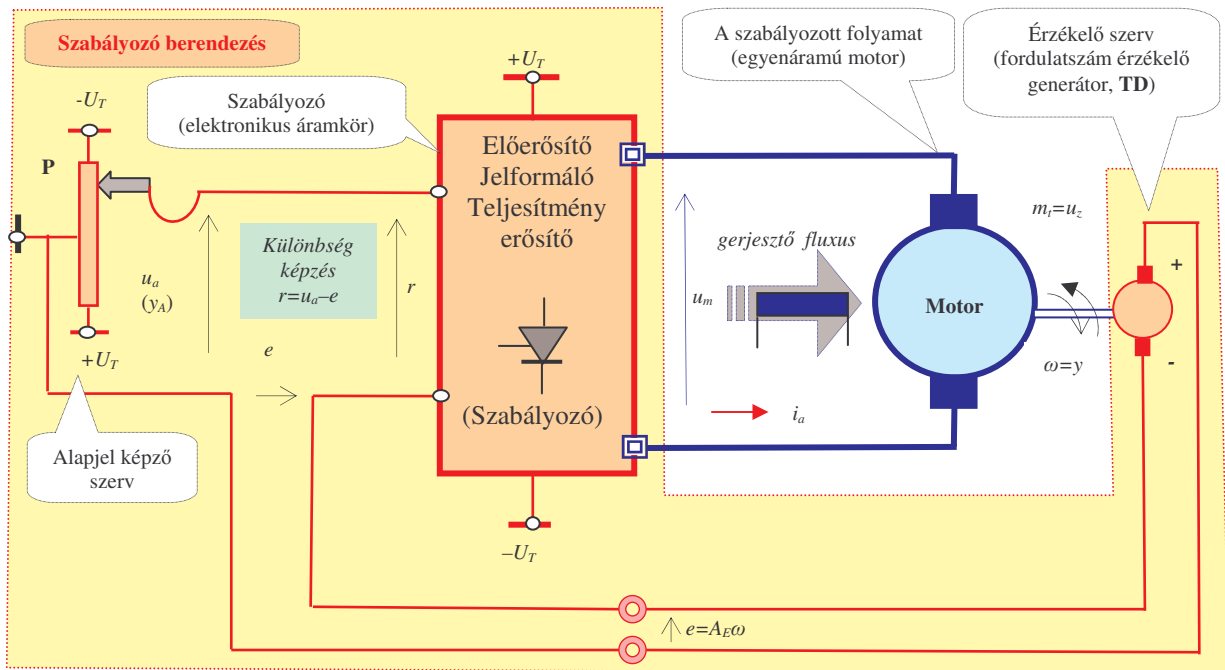 Szabályozó berendezés
-U_T
P
+U_T
u_a
(y_A)
Alapjel képző
szerv
Szabályozó
(elektronikus áramkör)
Különbség
képzés
r=u_a–e
e
r
+U_T
Előerősítő
Jelformáló
Teljesítmény
erősítő
(Szabályozó)
–U_T
A szabályozott folyamat
(egyenáramú motor)
u_m
gerjesztő fluxus
i_a
Motor
Érzékelő szerv
(fordulatszám érzékelő
generátor, TD)
m_t=u_z
+
-
ω=y
e=A_Eω